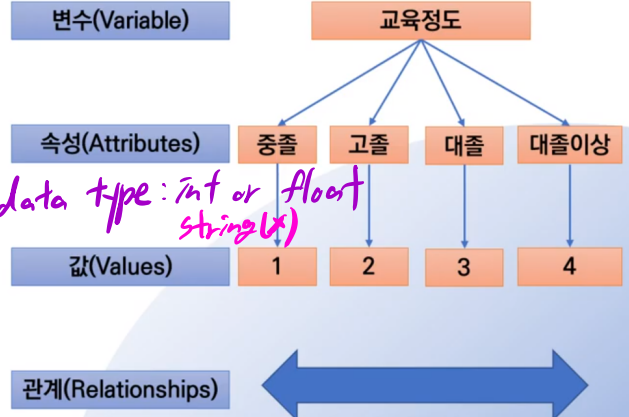 변수(Variable) 교육정도
속성(Attributes) 중졸 고졸 대졸 대졸이상
data type: int or float
string(x)
값(Values) 1 2 3 4
관계(Relationships)